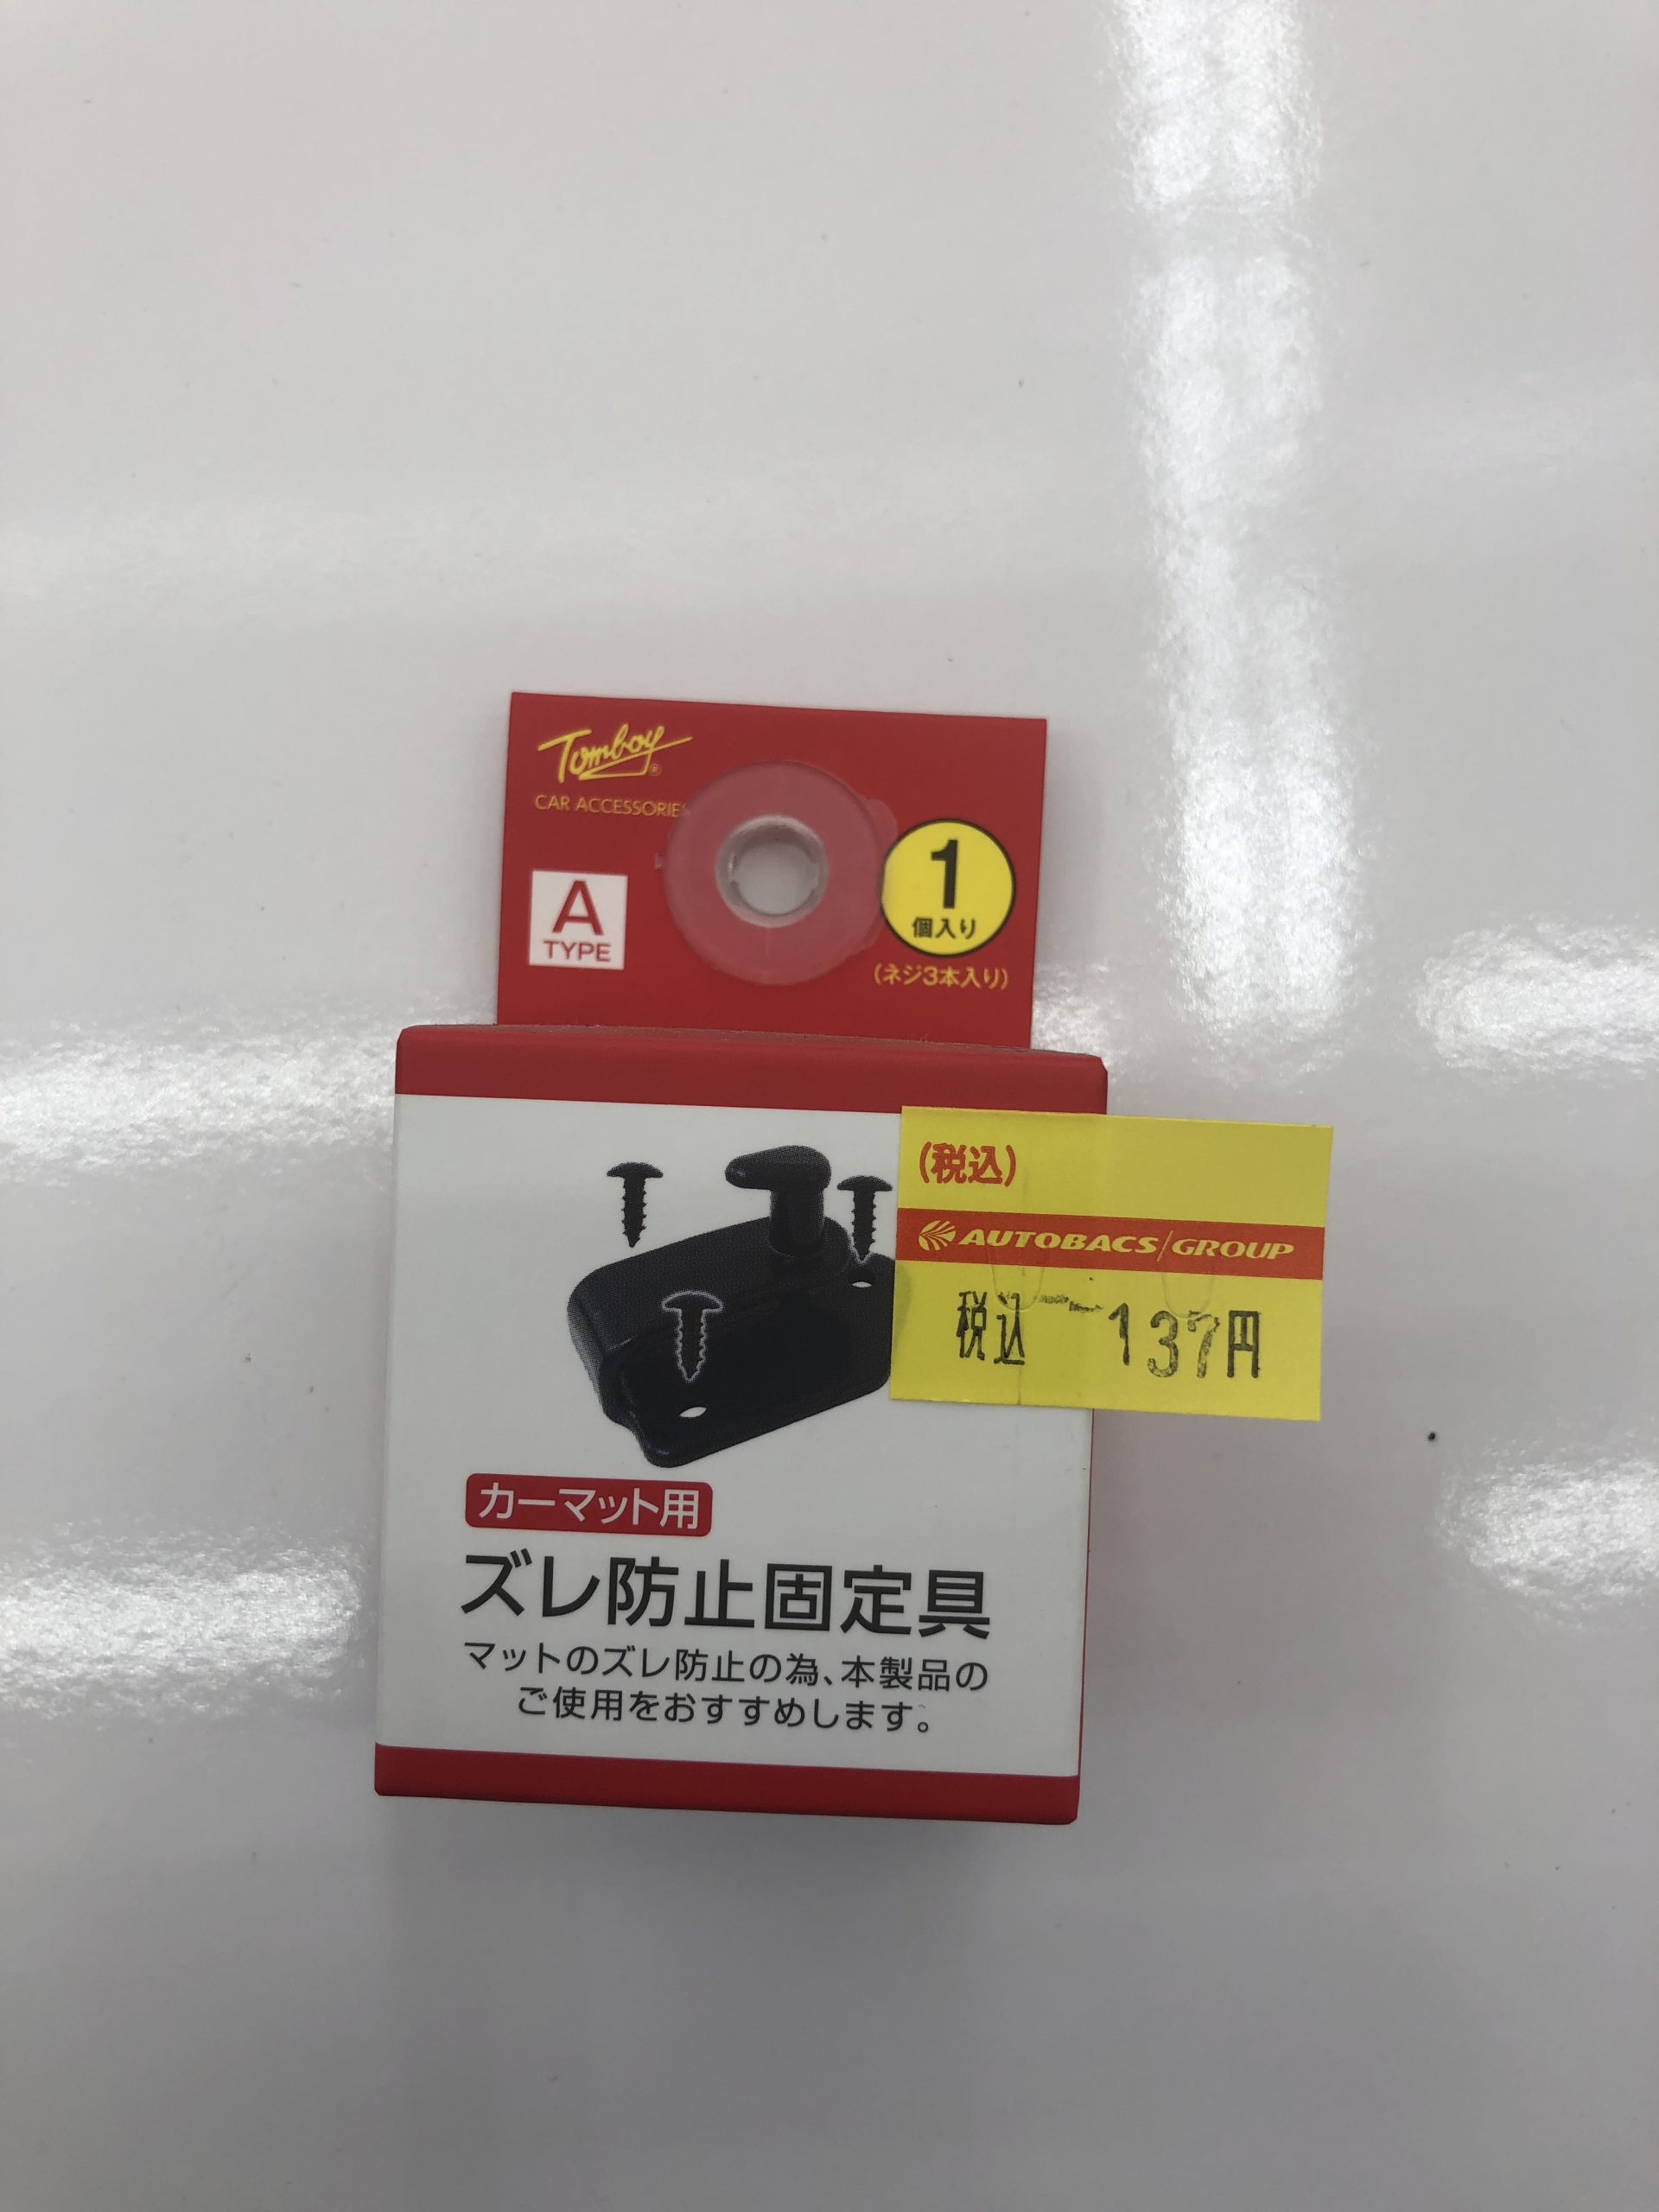 Tomboy®
CAR ACCESSORIES
A
TYPE
1
個入り
(ネジ3本入り)
(税込)
AUTOBACS/GROUP
税込 137円
カーマット用
ズレ防止固定具
マットのズレ防止の為、本製品の
ご使用をおすすめします。